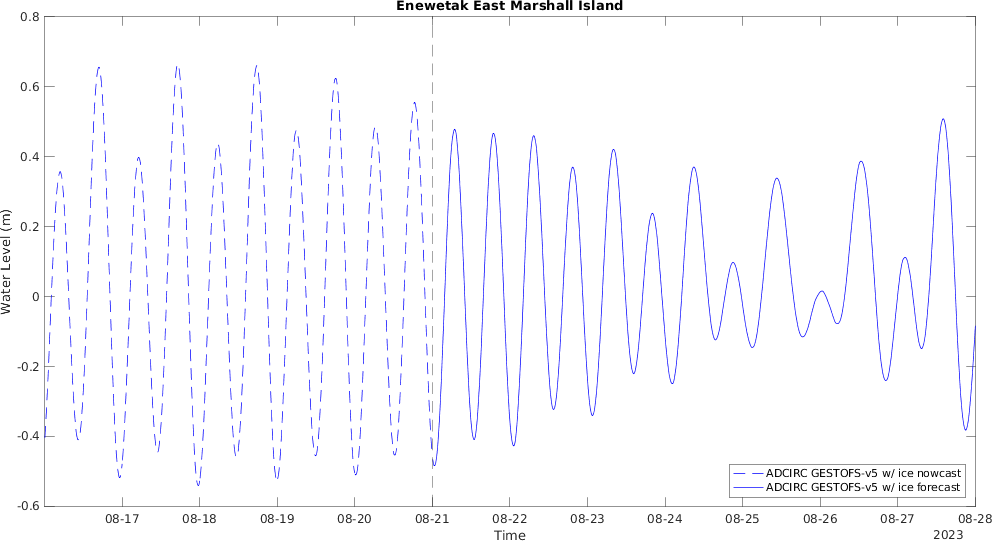 Enewetak East Marshall Island
0.8
0.6
0.4
0.2
0
-0.2
-0.4
-0.6
Water Level (m)
ADCIRC GESTOFS-v5 w/ ice nowcast
ADCIRC GESTOFS-v5 w/ ice forecast
08-17 08-18 08-19 08-20 08-21 08-22 08-23 08-24 08-25 08-26 08-27 08-28
Time
2023